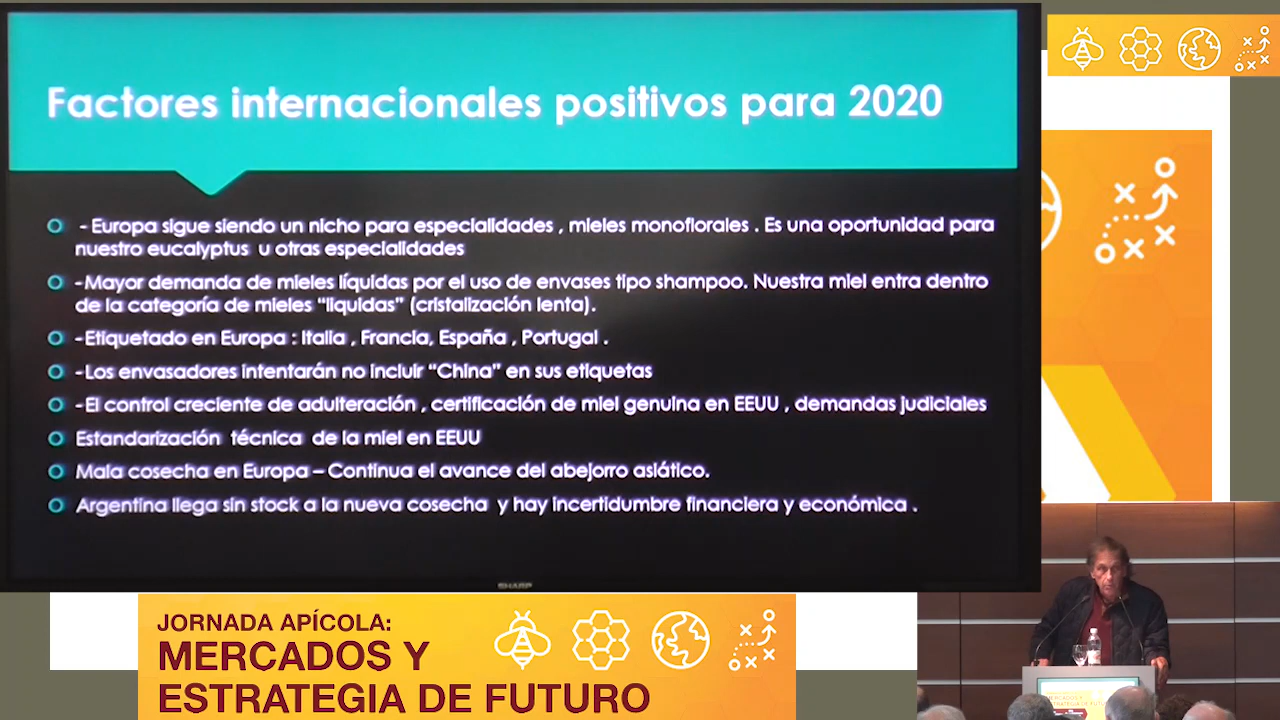 Factores internacionales positivos para 2020
- Europa sigue siendo un nicho para especialidades , mieles monoflorales . Es una oportunidad para
nuestro eucalyptus u otras especialidades
-Mayor demanda de mieles líquidas por el uso de envases tipo shampoo. Nuestra miel entra dentro
de la categoría de mieles “liquidas” (cristalización lenta).
-Etiquetado en Europa : Italia , Francia, España , Portugal .
-Los envasadores intentarán no incluir “China” en sus etiquetas
-El control creciente de adulteración , certificación de miel genuina en EEUU , demandas judiciales
Estandarización técnica de la miel en EEUU
Mala cosecha en Europa – Continua el avance del abejorro asiático.
Argentina llega sin stock a la nueva cosecha y hay incertidumbre financiera y económica .
SHARP
JORNADA APÍCOLA:
MERCADOS Y
ESTRATEGIA DE FUTURO
MERCADOS Y
ESTRATEGIA DE FUTURO